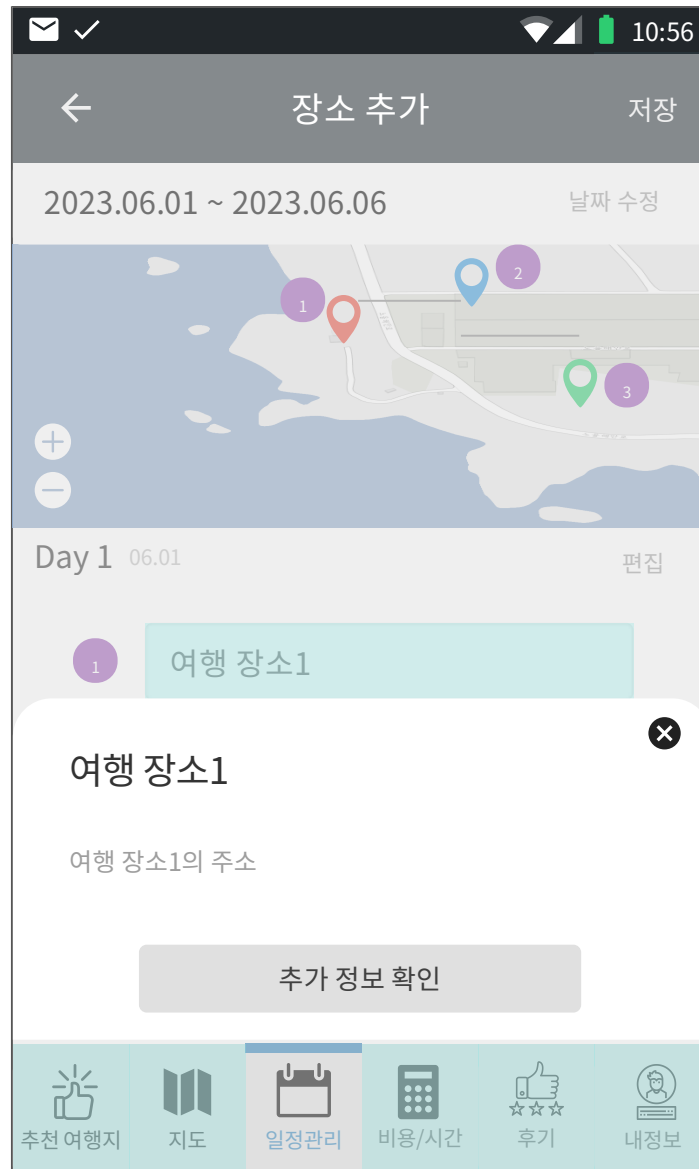 10:56
장소 추가
저장
2023.06.01 ~ 2023.06.06
날짜 수정
1
2
3
Day 1 06.01
편집
1
여행 장소1
여행 장소1
여행 장소1의 주소
추가 정보 확인
추천 여행지
지도
일정관리
비용/시간
후기
내정보